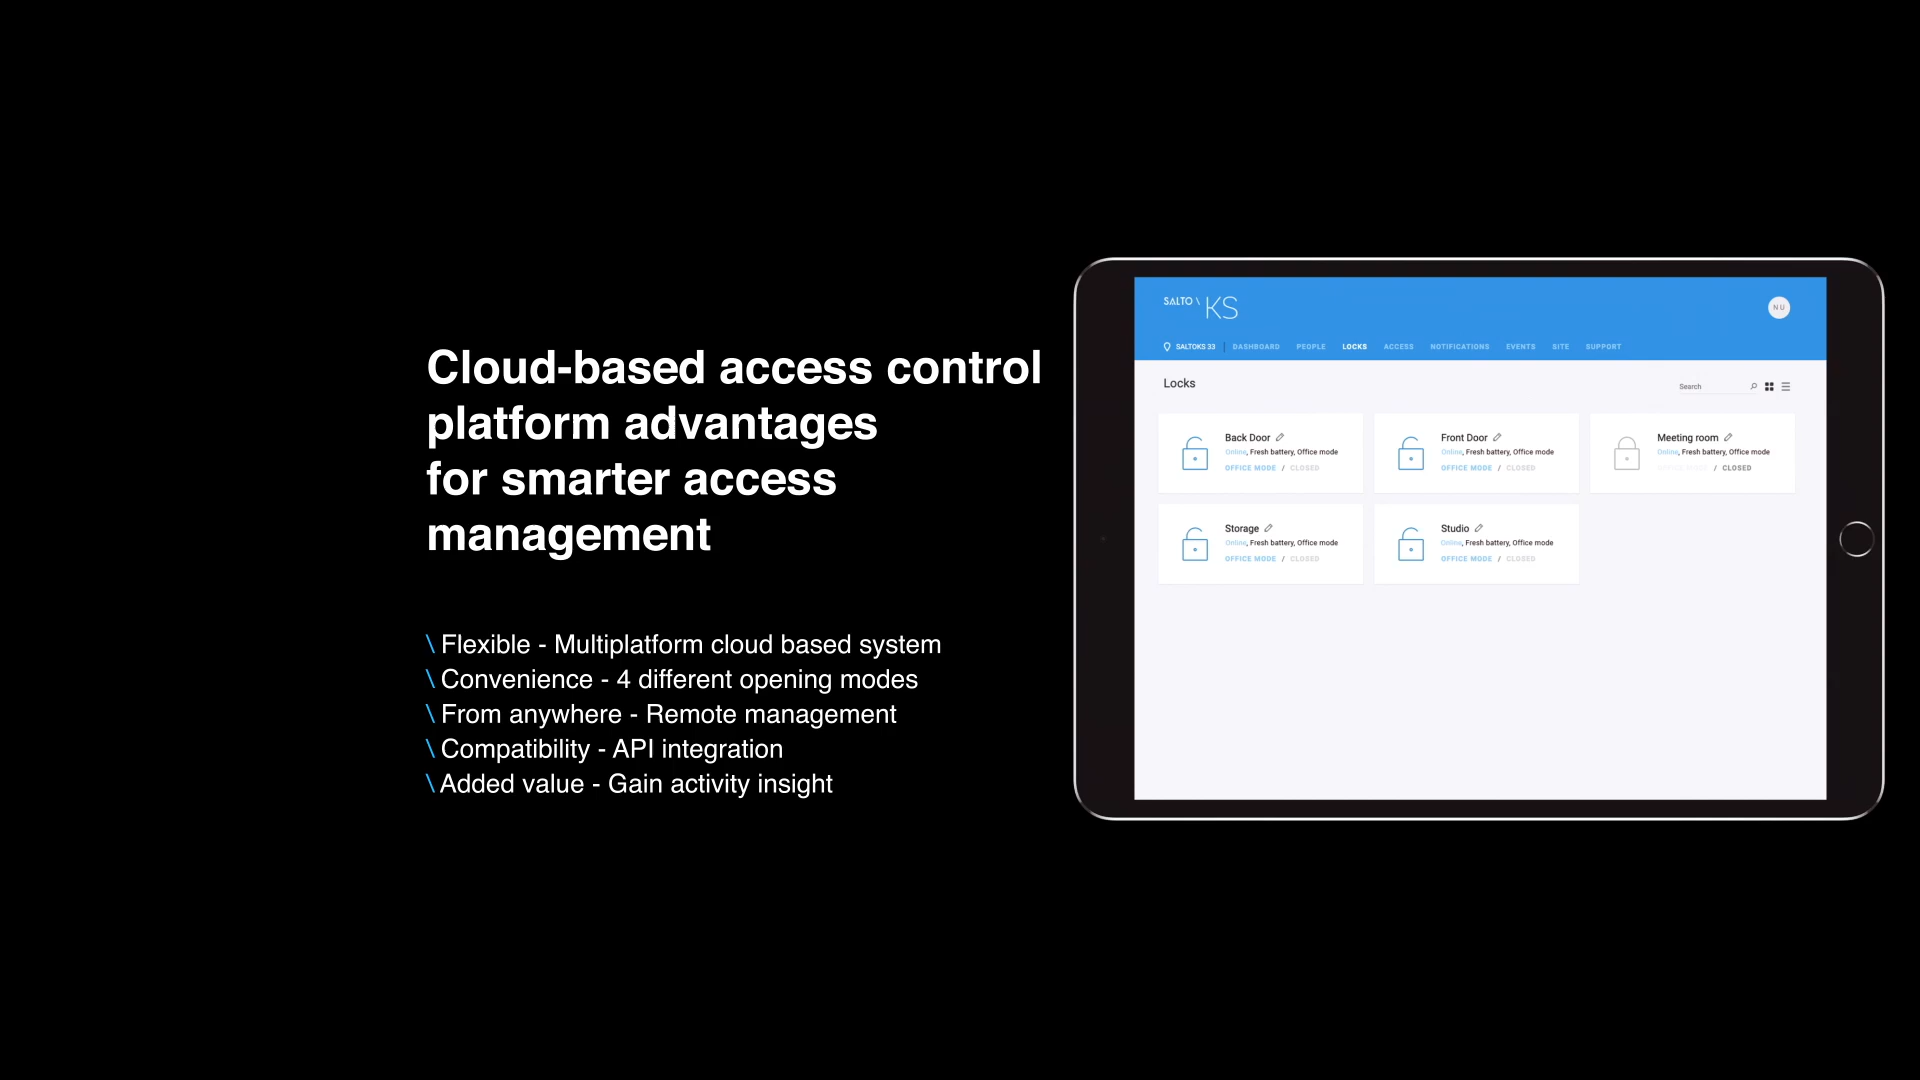 Cloud-based access control
platform advantages
for smarter access
management
\ Flexible - Multiplatform cloud based system
\ Convenience - 4 different opening modes
\ From anywhere - Remote management
\ Compatibility - API integration
\ Added value - Gain activity insight
SALTO \ KS
NU
SALTOKS 33 | DASHBOARD PEOPLE LOCKS ACCESS NOTIFICATIONS EVENTS SITE SUPPORT
Locks
Search
Back Door
Online, Fresh battery, Office mode
OFFICE MODE / CLOSED
Front Door
Online, Fresh battery, Office mode
OFFICE MODE / CLOSED
Meeting room
Online, Fresh battery, Office mode
OFFICE MODE / CLOSED
Storage
Online, Fresh battery, Office mode
OFFICE MODE / CLOSED
Studio
Online, Fresh battery, Office mode
OFFICE MODE / CLOSED